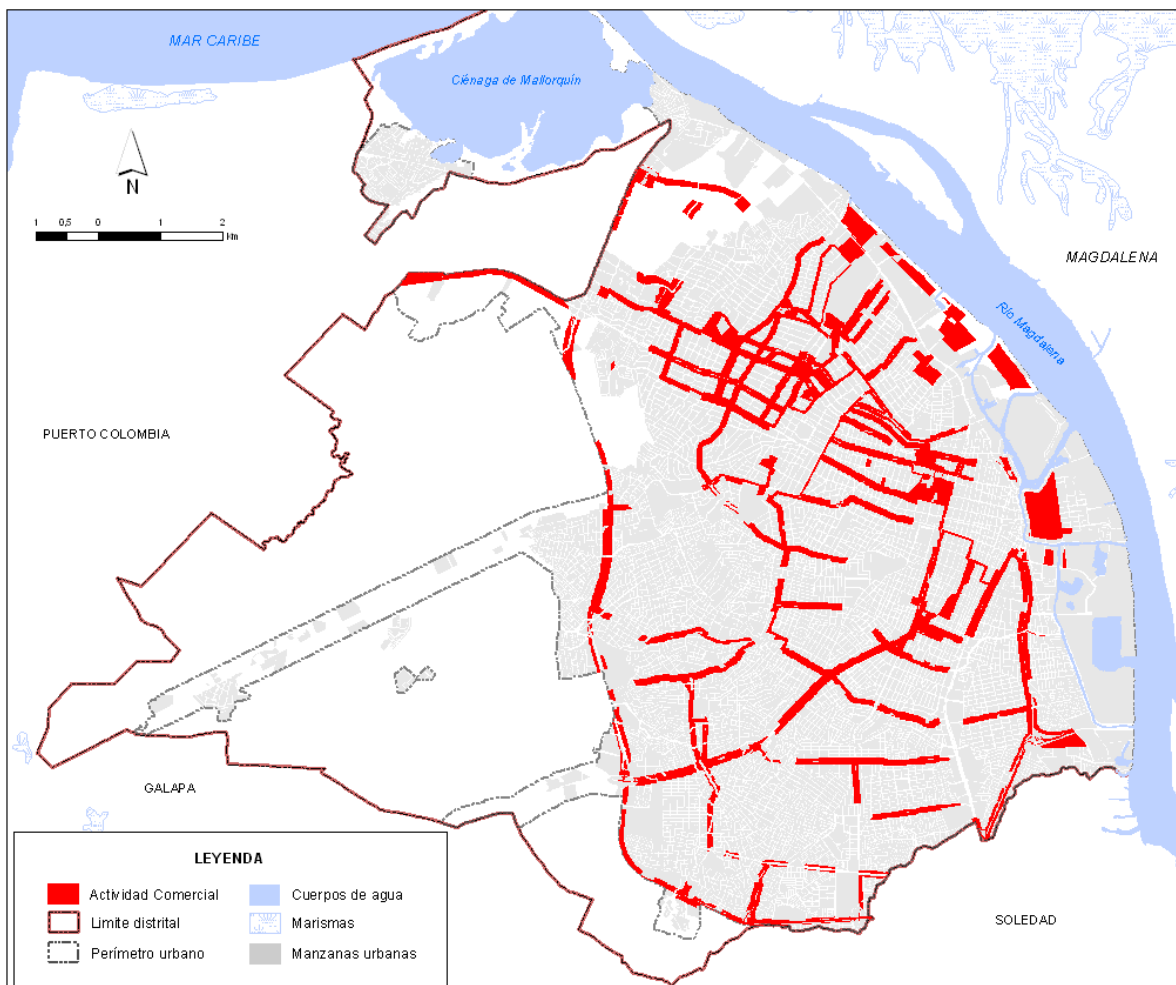 MAR CARIBE
Ciénaga de Mallorquín
N
1 0,5 0 1 2
Km
MAGDALENA
Río Magdalena
PUERTO COLOMBIA
GALAPA
SOLEDAD
LEYENDA
Actividad Comercial
Cuerpos de agua
Limite distrital
Marismas
Perímetro urbano
Manzanas urbanas